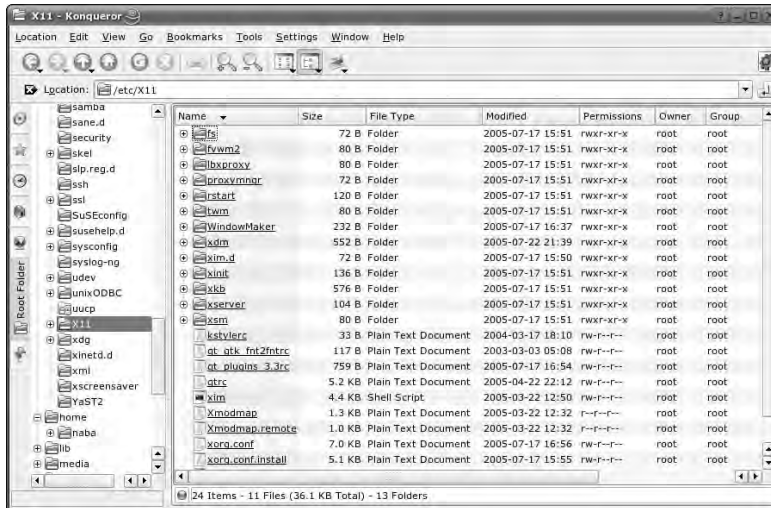 X11 - Konqueror
Location Edit View Go Bookmarks Tools Settings Window Help
Location: /etc/X11
Root Folder
samba
sane.d
security
skel
slp.reg.d
ssh
ssl
SuSEconfig
susehelp.d
sysconfig
syslog-ng
udev
unixODBC
uucp
X11
xdg
xinetd.d
xml
xscreensaver
YaST2
home
naba
lib
media
Name Size File Type Modified Permissions Owner Group
fs 72 B Folder 2005-07-17 15:51 rwxr-xr-x root root
fvwm2 80 B Folder 2005-07-17 15:51 rwxr-xr-x root root
lbxproxy 80 B Folder 2005-07-17 15:51 rwxr-xr-x root root
proxymngr 72 B Folder 2005-07-17 15:51 rwxr-xr-x root root
rstart 120 B Folder 2005-07-17 15:51 rwxr-xr-x root root
twm 80 B Folder 2005-07-17 15:51 rwxr-xr-x root root
WindowMaker 232 B Folder 2005-07-17 16:37 rwxr-xr-x root root
xdm 552 B Folder 2005-07-22 21:39 rwxr-xr-x root root
xim.d 72 B Folder 2005-07-17 15:50 rwxr-xr-x root root
xinit 136 B Folder 2005-07-17 15:51 rwxr-xr-x root root
xkb 576 B Folder 2005-07-17 15:51 rwxr-xr-x root root
xserver 104 B Folder 2005-07-17 15:51 rwxr-xr-x root root
xsm 80 B Folder 2005-07-17 15:51 rwxr-xr-x root root
kstylerc 33 B Plain Text Document 2004-03-17 18:10 rw-r--r-- root root
qt_gtk_fnt2fntrc 117 B Plain Text Document 2003-03-03 05:08 rw-r--r-- root root
qt_plugins_3.3rc 759 B Plain Text Document 2005-07-17 16:54 rw-r--r-- root root
qtrc 5.2 KB Plain Text Document 2005-04-22 22:12 rw-r--r-- root root
xim 4.4 KB Shell Script 2005-03-22 12:50 rw-r--r-- root root
Xmodmap 1.3 KB Plain Text Document 2005-03-22 12:32 r--r--r-- root root
Xmodmap.remote 1.0 KB Plain Text Document 2005-03-22 12:32 r--r--r-- root root
xorg.conf 7.0 KB Plain Text Document 2005-07-17 16:56 rw-r--r-- root root
xorg.conf.install 5.1 KB Plain Text Document 2005-07-17 15:55 rw-r--r-- root root
24 Items - 11 Files (36.1 KB Total) - 13 Folders